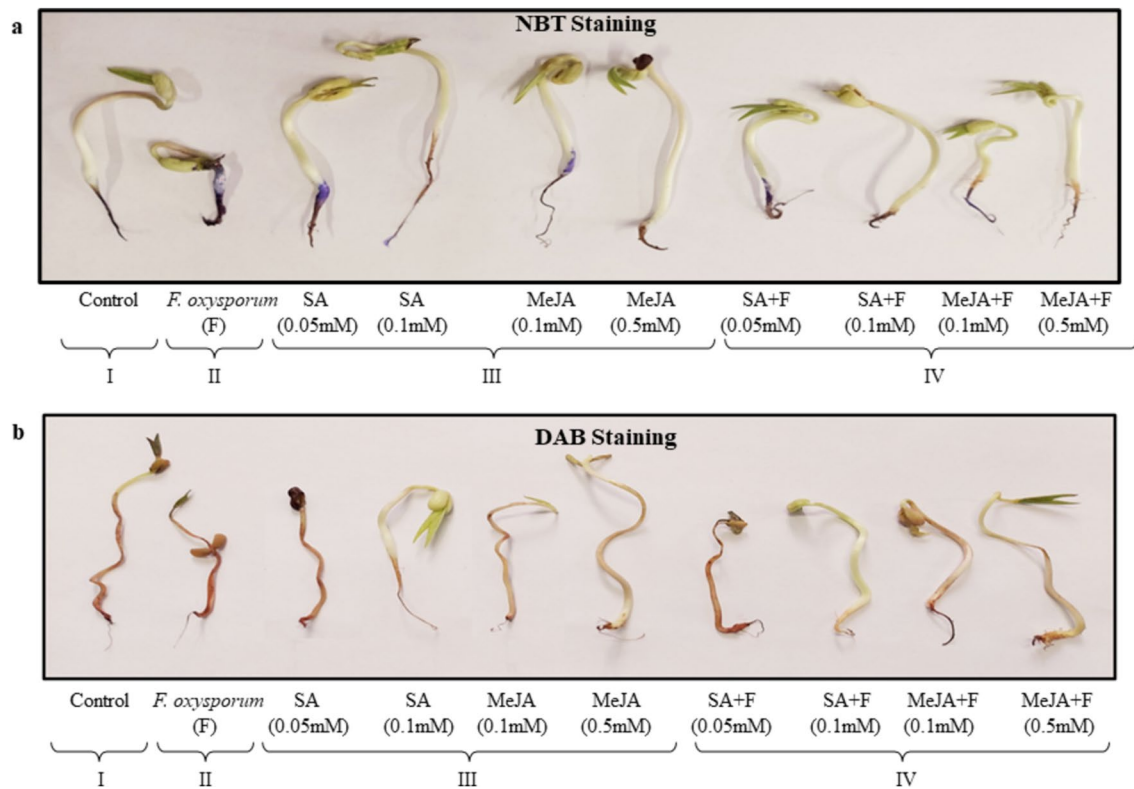 a
NBT Staining
Control F. oxysporum SA SA MeJA MeJA SA+F SA+F MeJA+F MeJA+F
(F) (0.05mM) (0.1mM) (0.1mM) (0.5mM) (0.05mM) (0.1mM) (0.1mM) (0.5mM)
I II III IV
b
DAB Staining
Control F. oxysporum SA SA MeJA MeJA SA+F SA+F MeJA+F MeJA+F
(F) (0.05mM) (0.1mM) (0.1mM) (0.5mM) (0.05mM) (0.1mM) (0.1mM) (0.5mM)
I II III IV